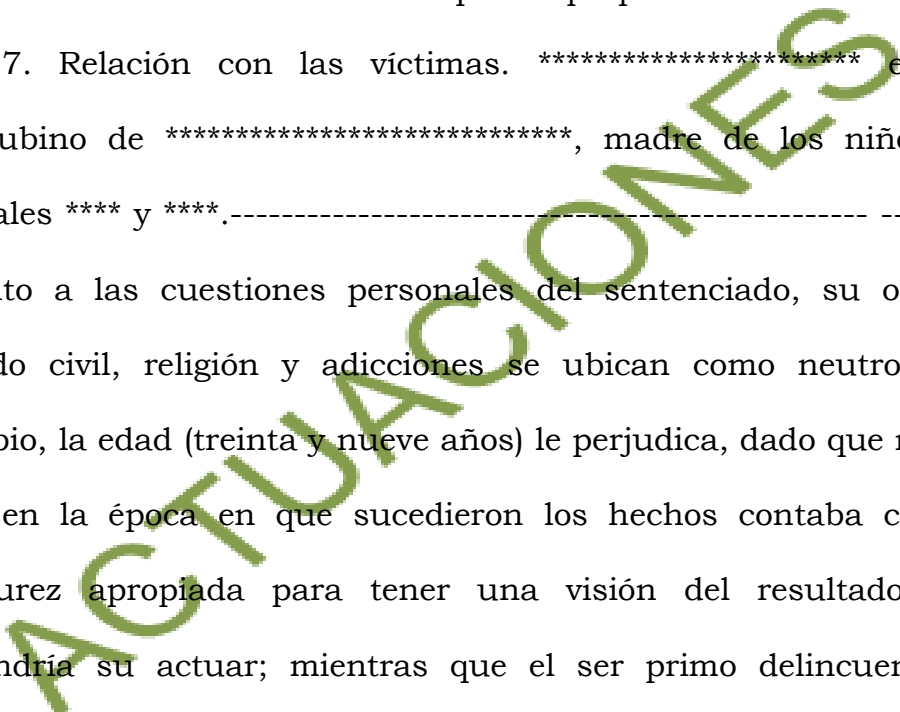 7. Relación con las víctimas. *********************** e
ubino de *****************************, madre de los niñ
ales **** y ****.------------------------------------------------- --
to a las cuestiones personales del sentenciado, su o
do civil, religión y adicciones se ubican como neutro
bio, la edad (treinta y nueve años) le perjudica, dado que
en la época en que sucedieron los hechos contaba c
urez apropiada para tener una visión del resultado
ndría su actuar; mientras que el ser primo delincuen
ACTUACIONES